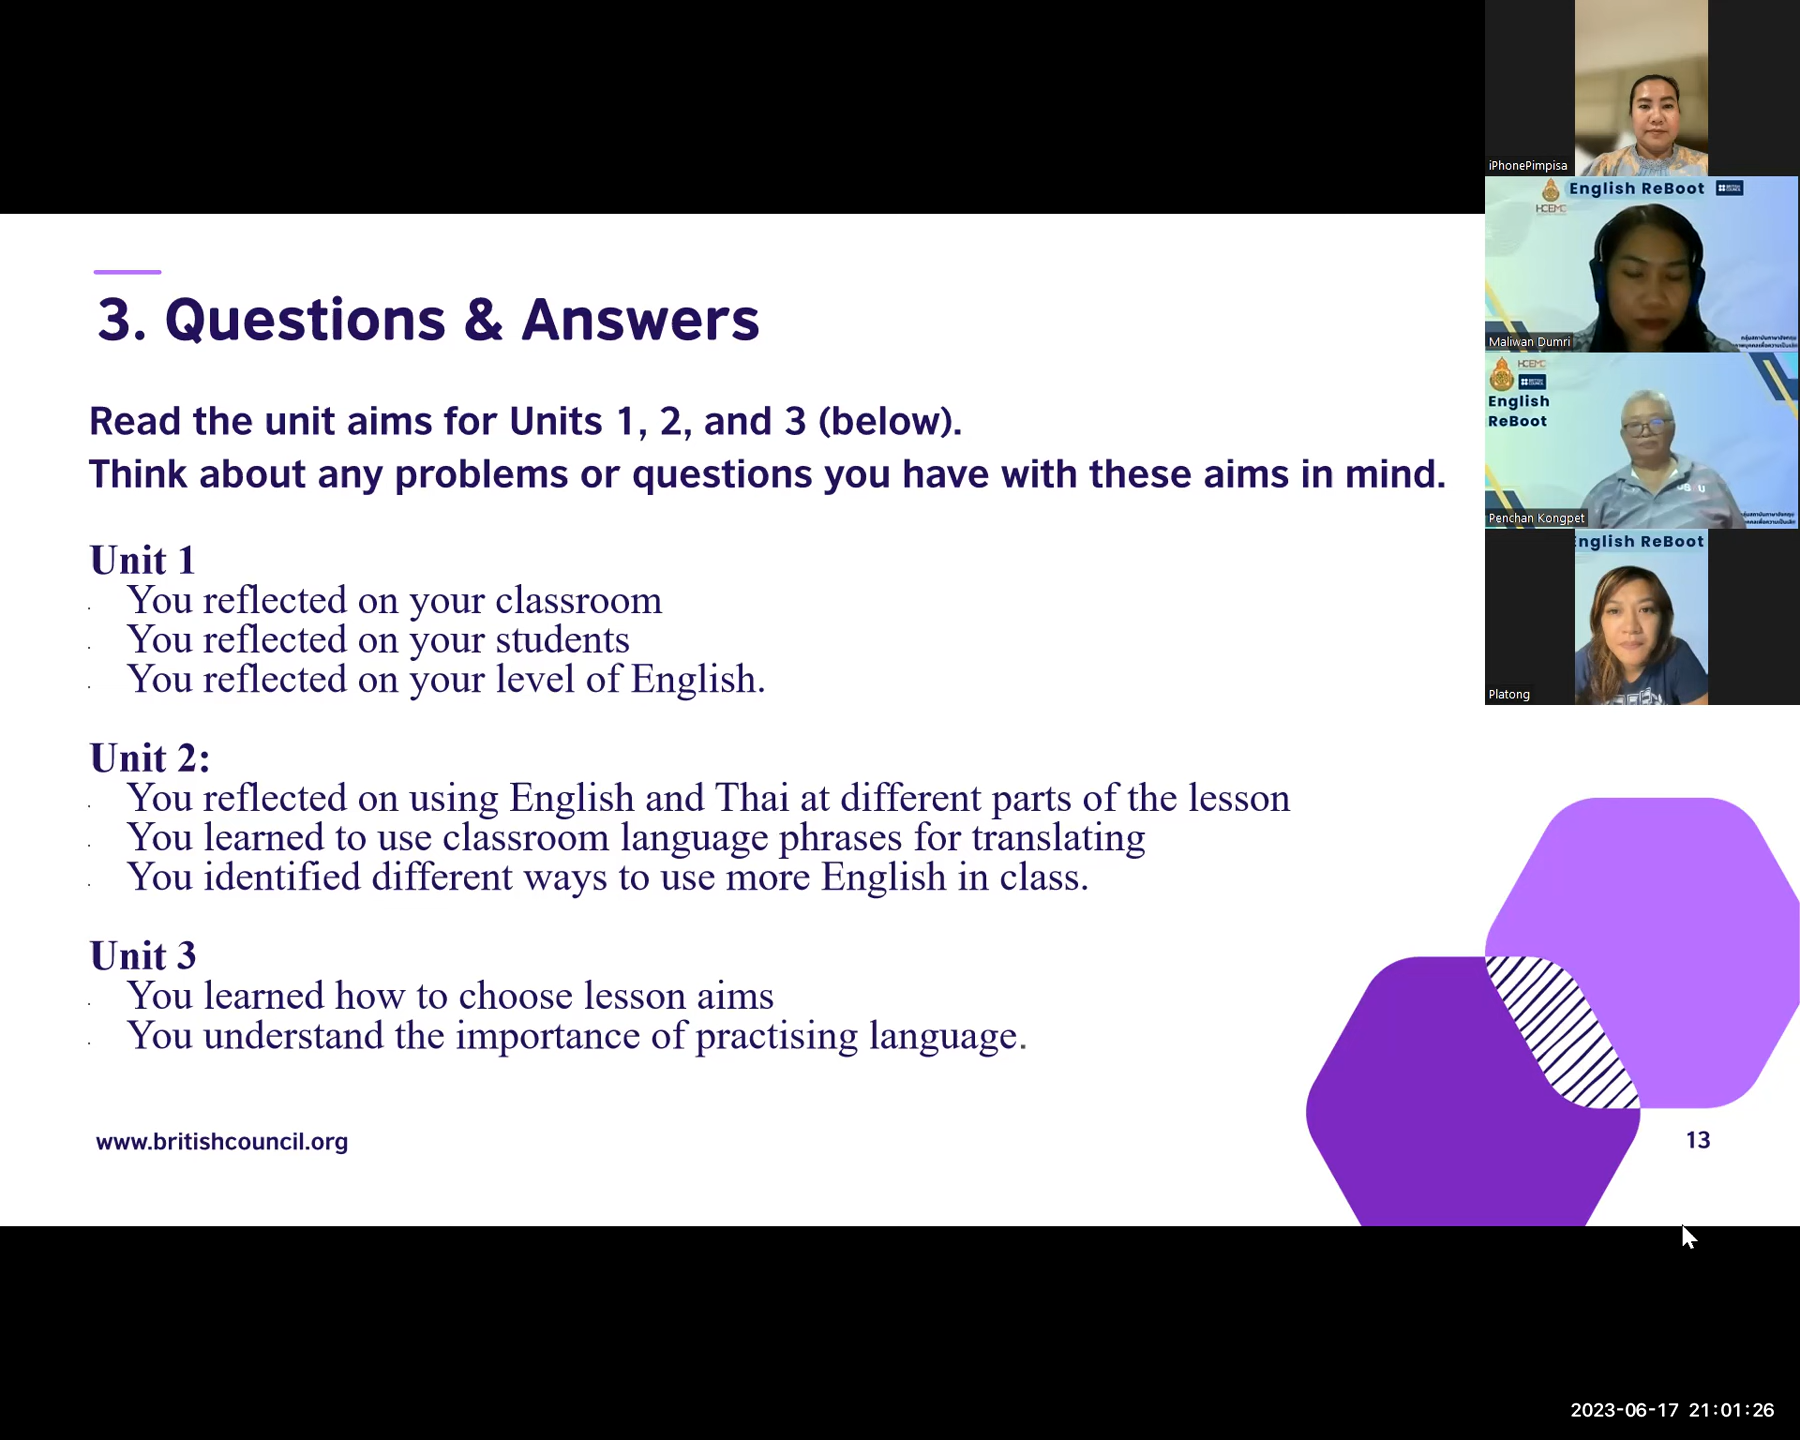 3. Questions & Answers
Read the unit aims for Units 1, 2, and 3 (below).
Think about any problems or questions you have with these aims in mind.
Unit 1
You reflected on your classroom
You reflected on your students
You reflected on your level of English.
Unit 2:
You reflected on using English and Thai at different parts of the lesson
You learned to use classroom language phrases for translating
You identified different ways to use more English in class.
Unit 3
You learned how to choose lesson aims
You understand the importance of practising language.
www.britishcouncil.org
13
iPhonePimpisa
English ReBoot
HCEMC
BRITISH COUNCIL
Maliwan Dumri
HCEMC
English
ReBoot
Penchan Kongpet
English ReBoot
Platong
2023-06-17 21:01:26